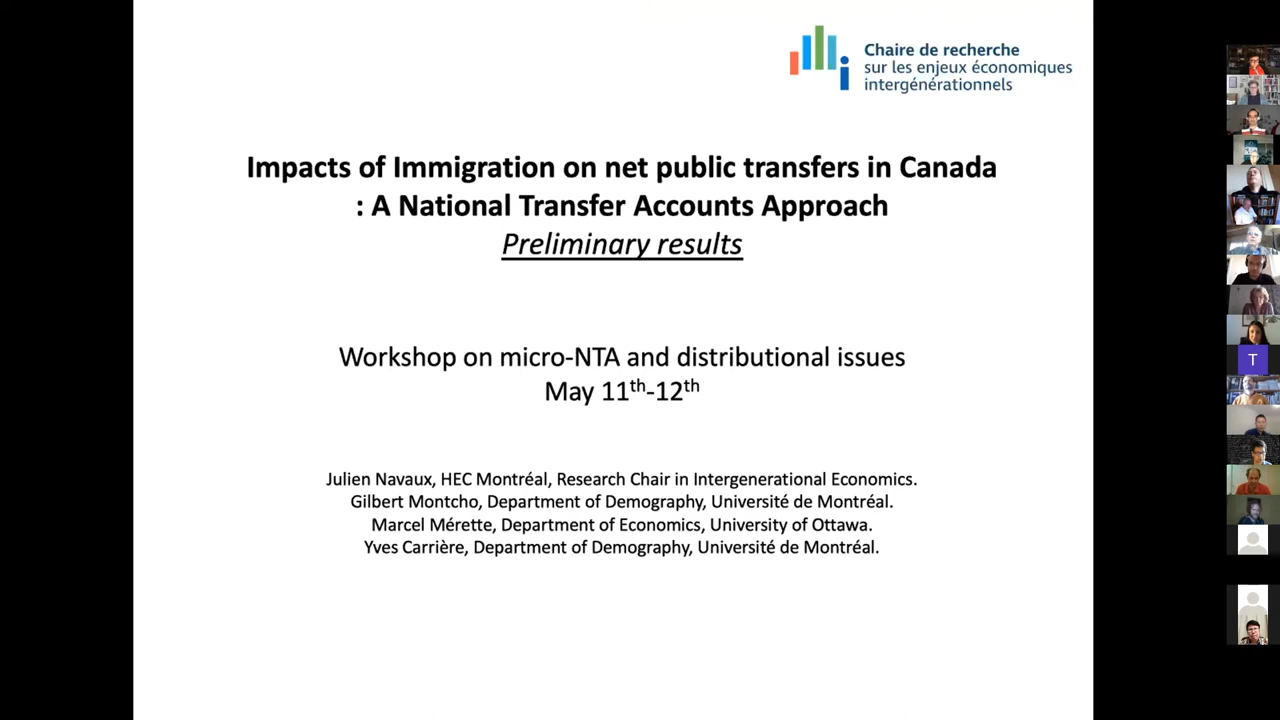 Chaire de recherche
sur les enjeux économiques
intergénérationnels
Impacts of Immigration on net public transfers in Canada
: A National Transfer Accounts Approach
Preliminary results
Workshop on micro-NTA and distributional issues
May 11th-12th
Julien Navaux, HEC Montréal, Research Chair in Intergenerational Economics.
Gilbert Montcho, Department of Demography, Université de Montréal.
Marcel Mérette, Department of Economics, University of Ottawa.
Yves Carrière, Department of Demography, Université de Montréal.
T